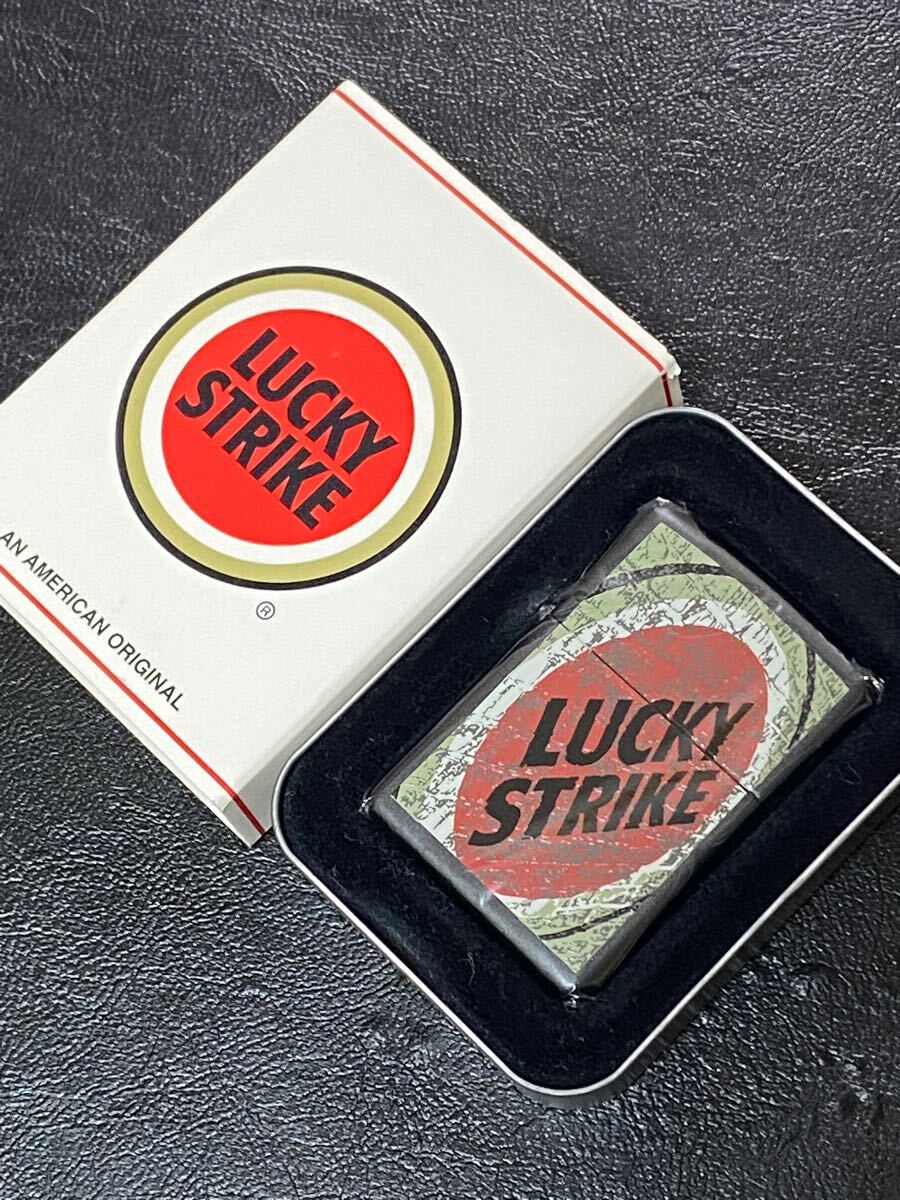 LUCKY
STRIKE
®
AN AMERICAN ORIGINAL
LUCKY
STRIKE